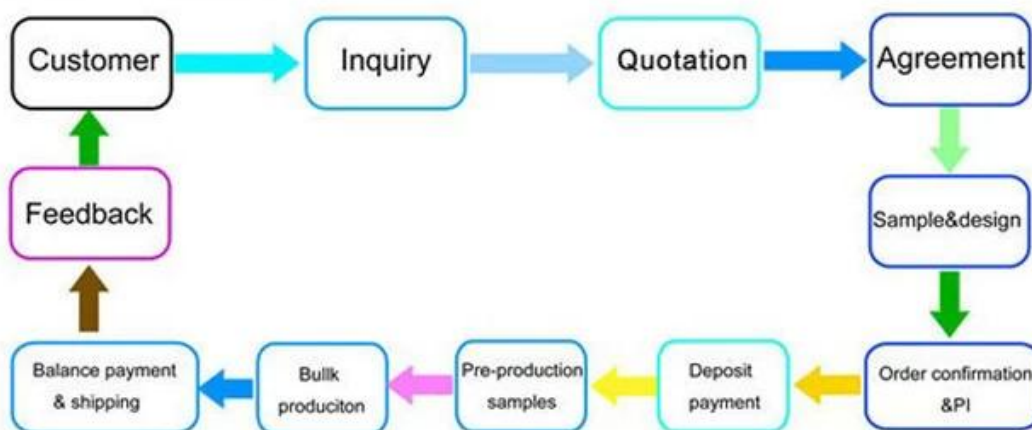 Customer
Inquiry
Quotation
Agreement
Sample&design
Order confirmation
&PI
Deposit
payment
Pre-production
samples
Bullk
produciton
Balance payment
& shipping
Feedback